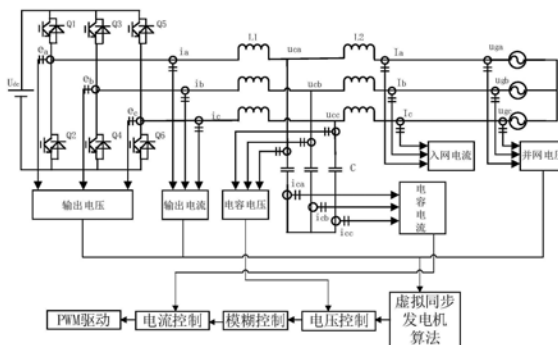 Q1
Q3
Q5
L1
L2
ea
ia
uca
Ia
uga
Udc
eb
ib
ucb
Ib
ugb
ec
ic
ucc
Ic
ugc
Q2
Q4
Q6
入网电流
并网电压
C
输出电压
输出电流
电容电压
ica
icb
icc
电容电流
PWM驱动
电流控制
模糊控制
电压控制
虚拟同步
发电机
算法